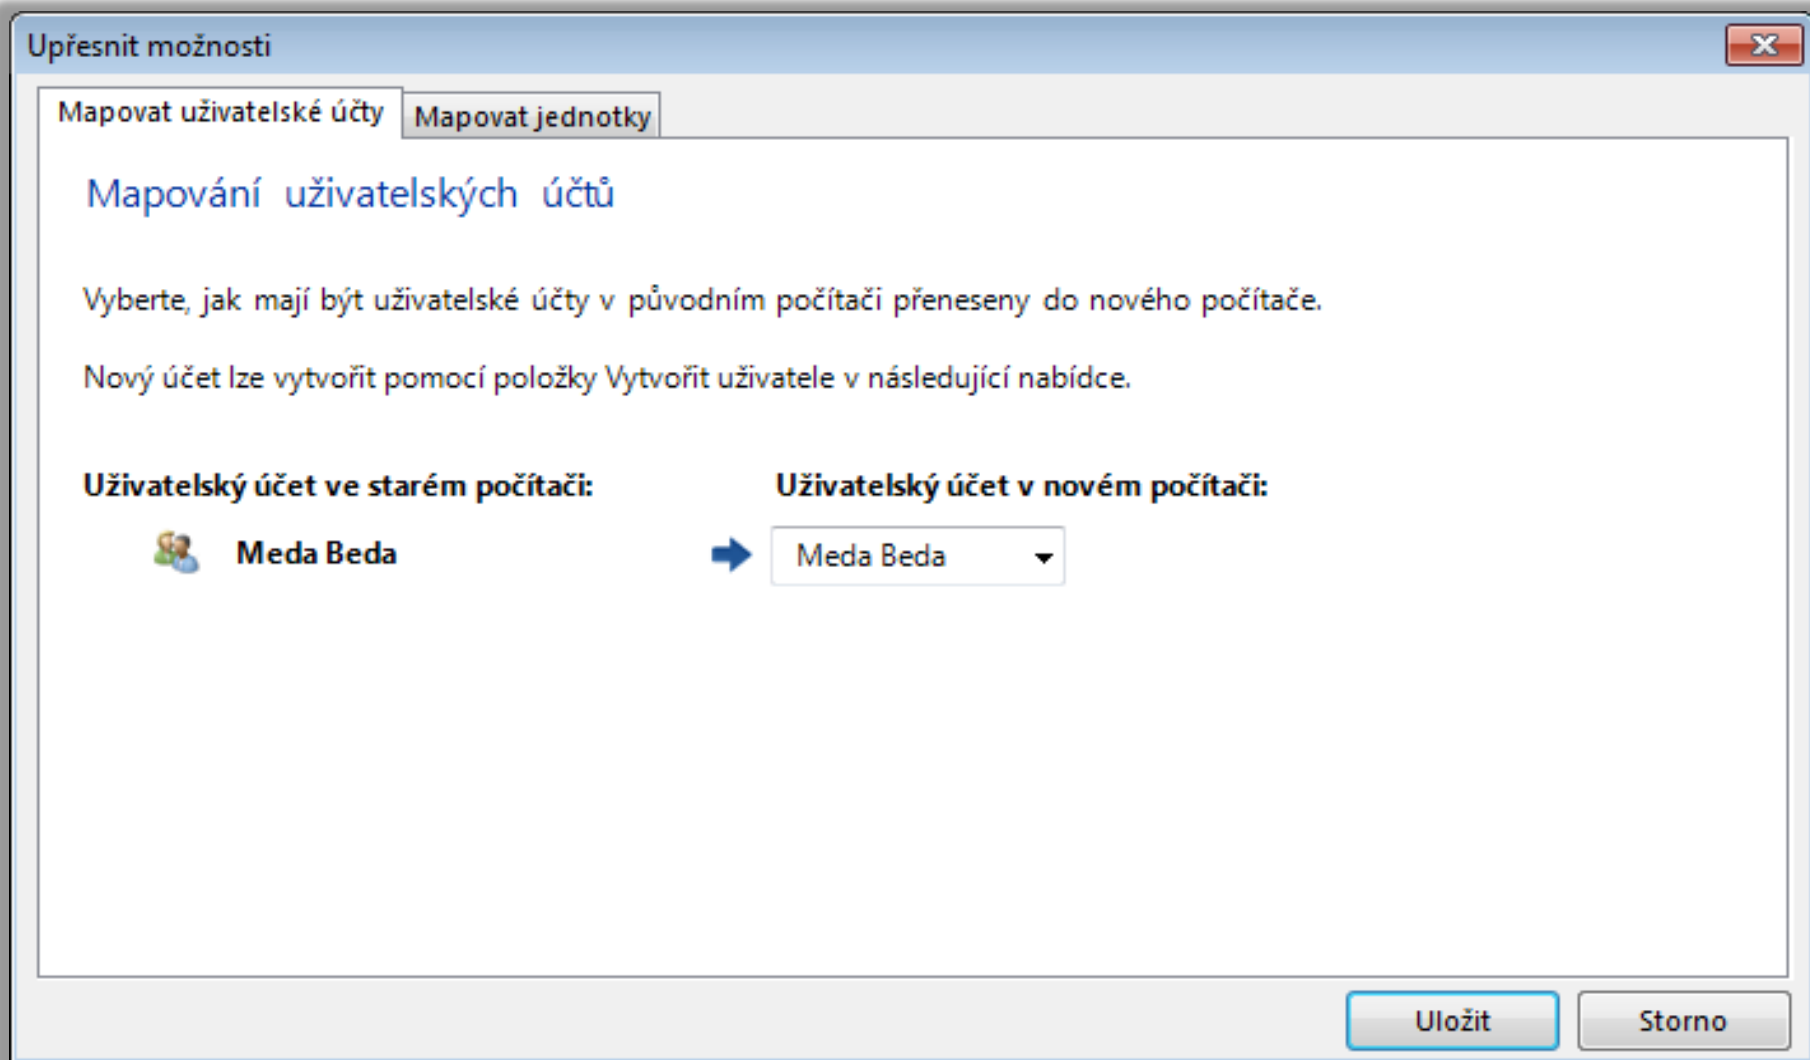 Upřesnit možnosti
Mapovat uživatelské účty
Mapovat jednotky
Mapování uživatelských účtů
Vyberte, jak mají být uživatelské účty v původním počítači přeneseny do nového počítače.
Nový účet lze vytvořit pomocí položky Vytvořit uživatele v následující nabídce.
Uživatelský účet ve starém počítači:
Uživatelský účet v novém počítači:
Meda Beda
Meda Beda
Uložit
Storno